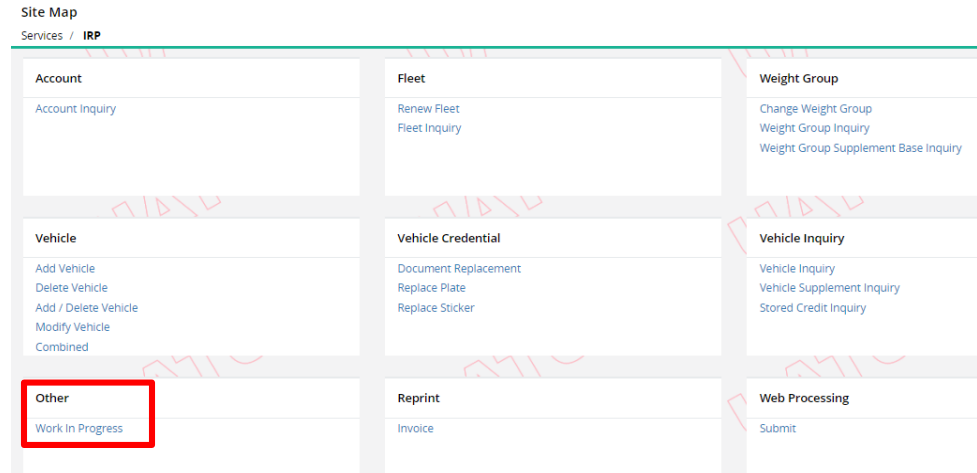 Site Map
Services / IRP
Account
Account Inquiry
Fleet
Renew Fleet
Fleet Inquiry
Weight Group
Change Weight Group
Weight Group Inquiry
Weight Group Supplement Base Inquiry
Vehicle
Add Vehicle
Delete Vehicle
Add / Delete Vehicle
Modify Vehicle
Combined
Vehicle Credential
Document Replacement
Replace Plate
Replace Sticker
Vehicle Inquiry
Vehicle Inquiry
Vehicle Supplement Inquiry
Stored Credit Inquiry
Other
Work In Progress
Reprint
Invoice
Web Processing
Submit